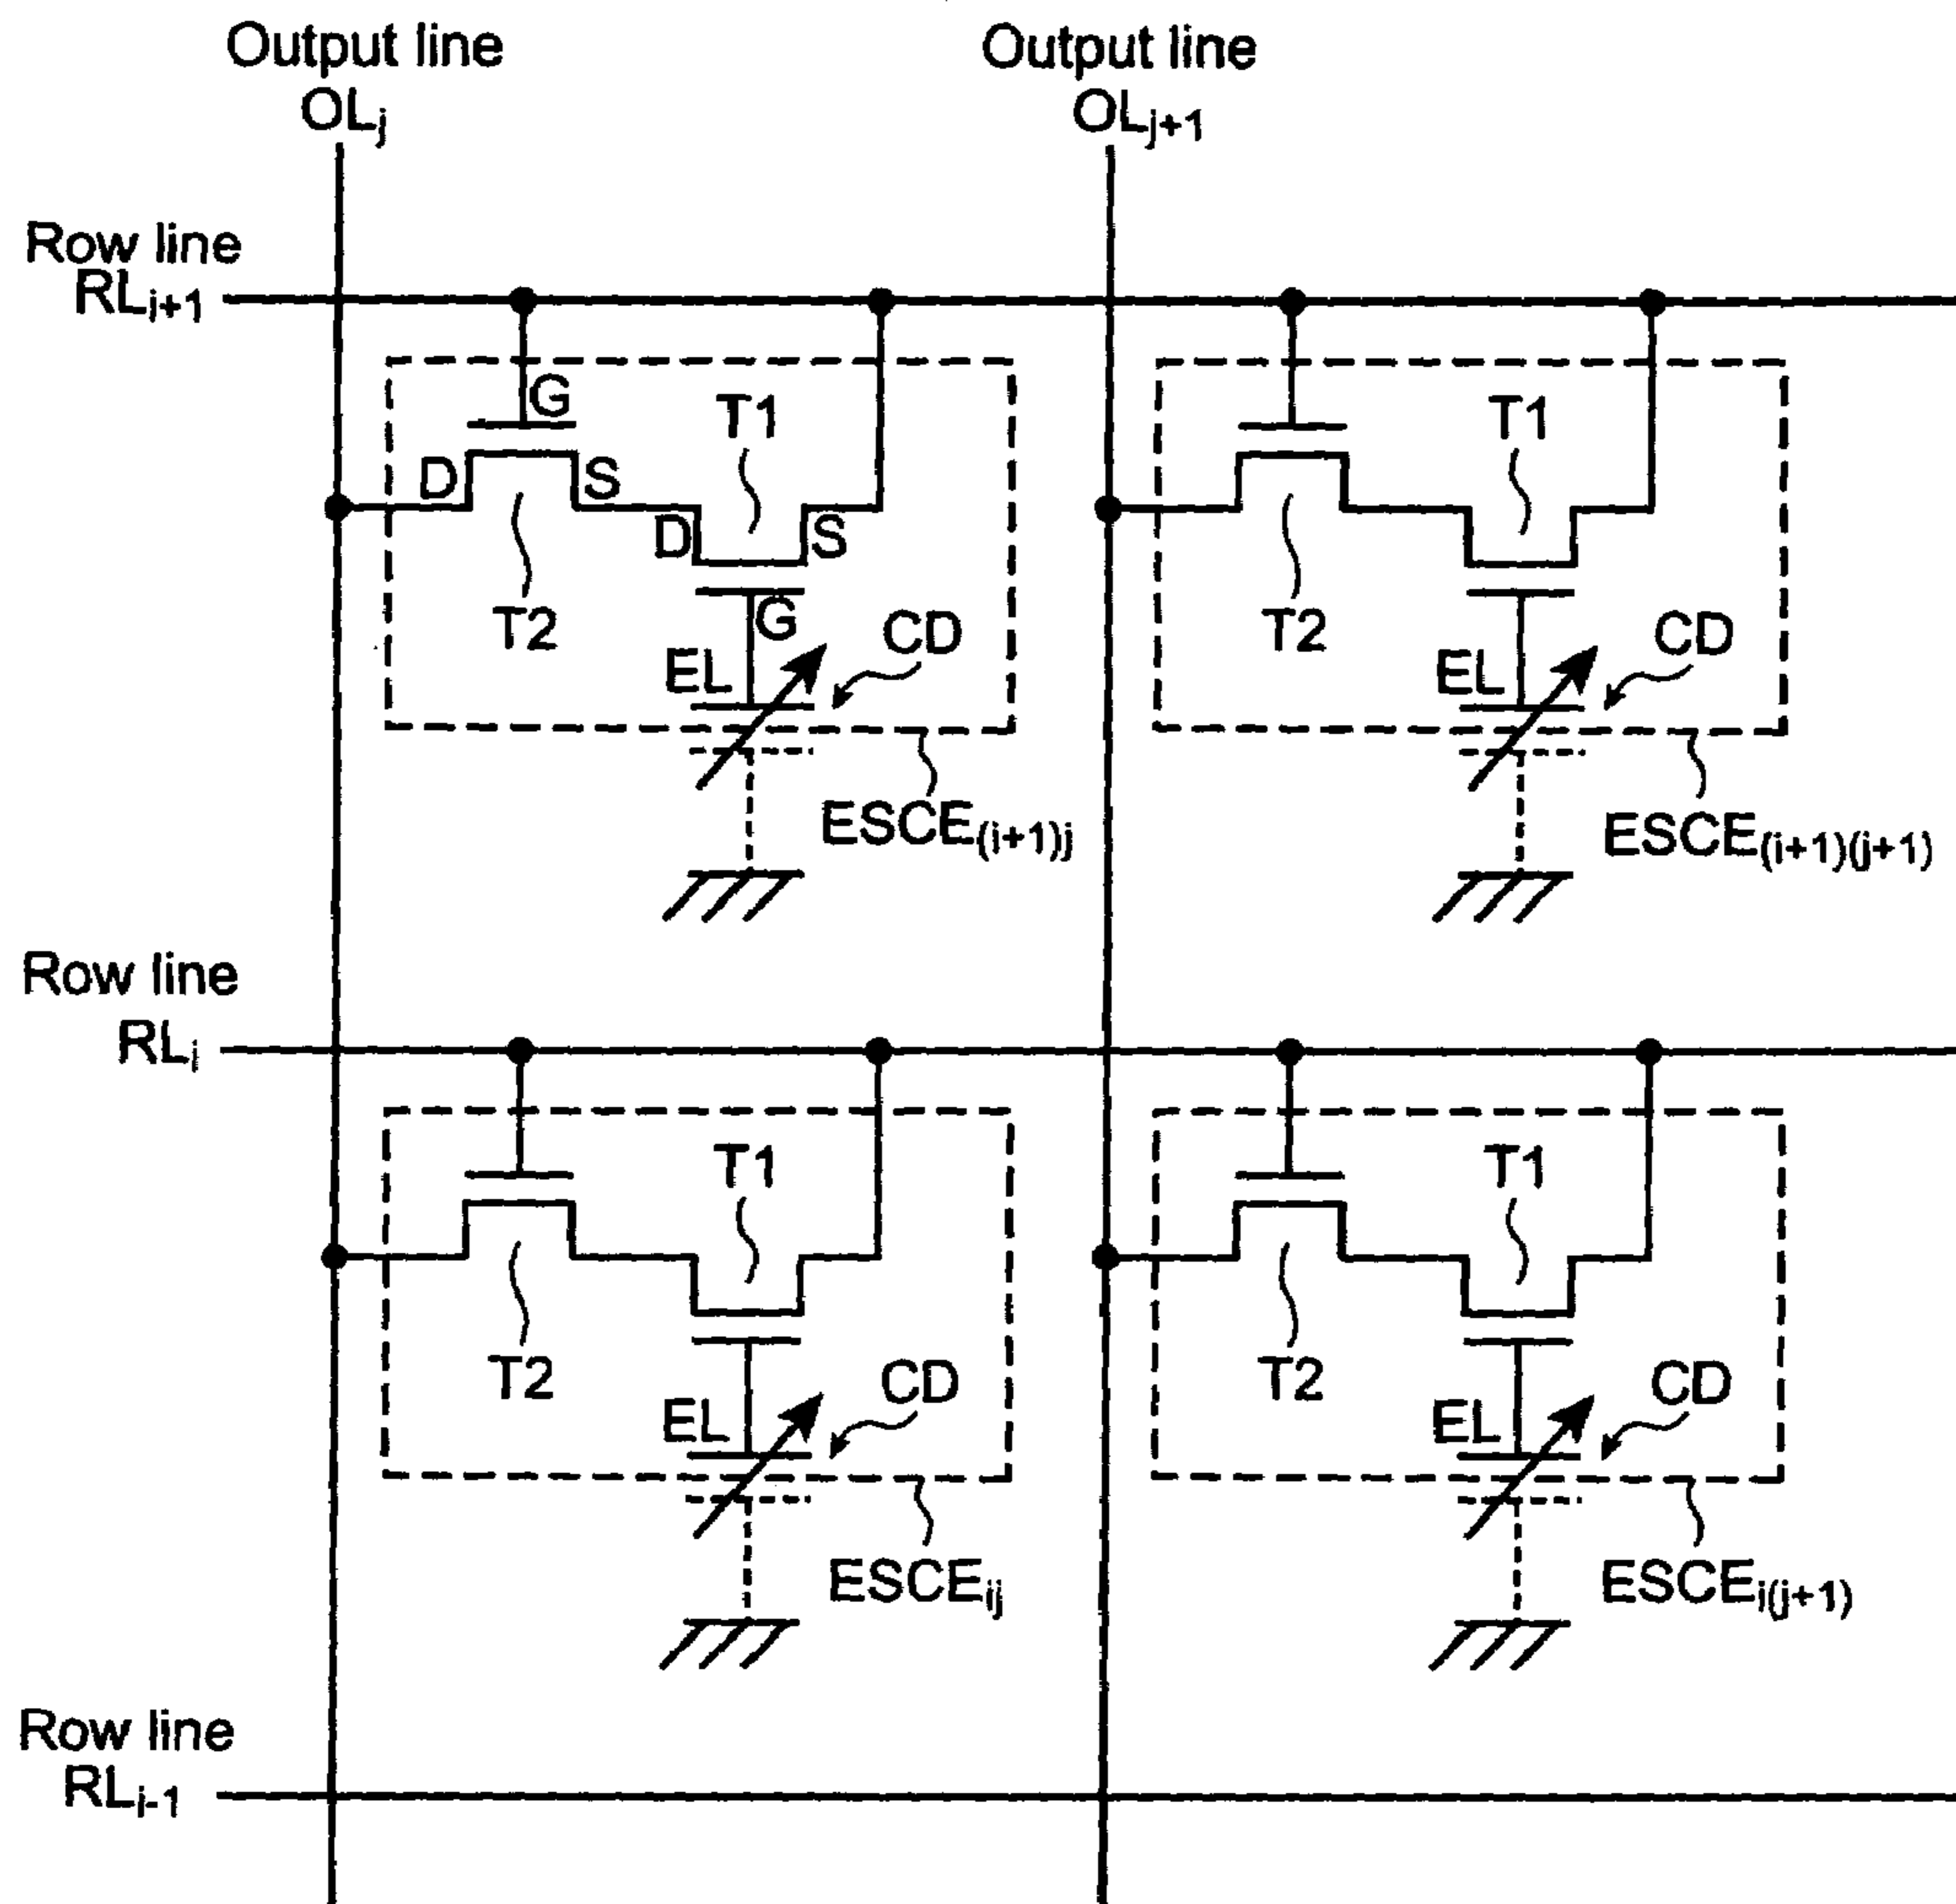 Output line
OLj
Output line
OLj+1
Row line
RLi+1
G
T1
D
S
D
S
T2
G
EL
CD
ESCE(i+1)j
T1
T2
EL
CD
ESCE(i+1)(j+1)
Row line
RLi
T1
T2
EL
CD
ESCEij
T1
T2
EL
CD
ESCEi(j+1)
Row line
RLi-1